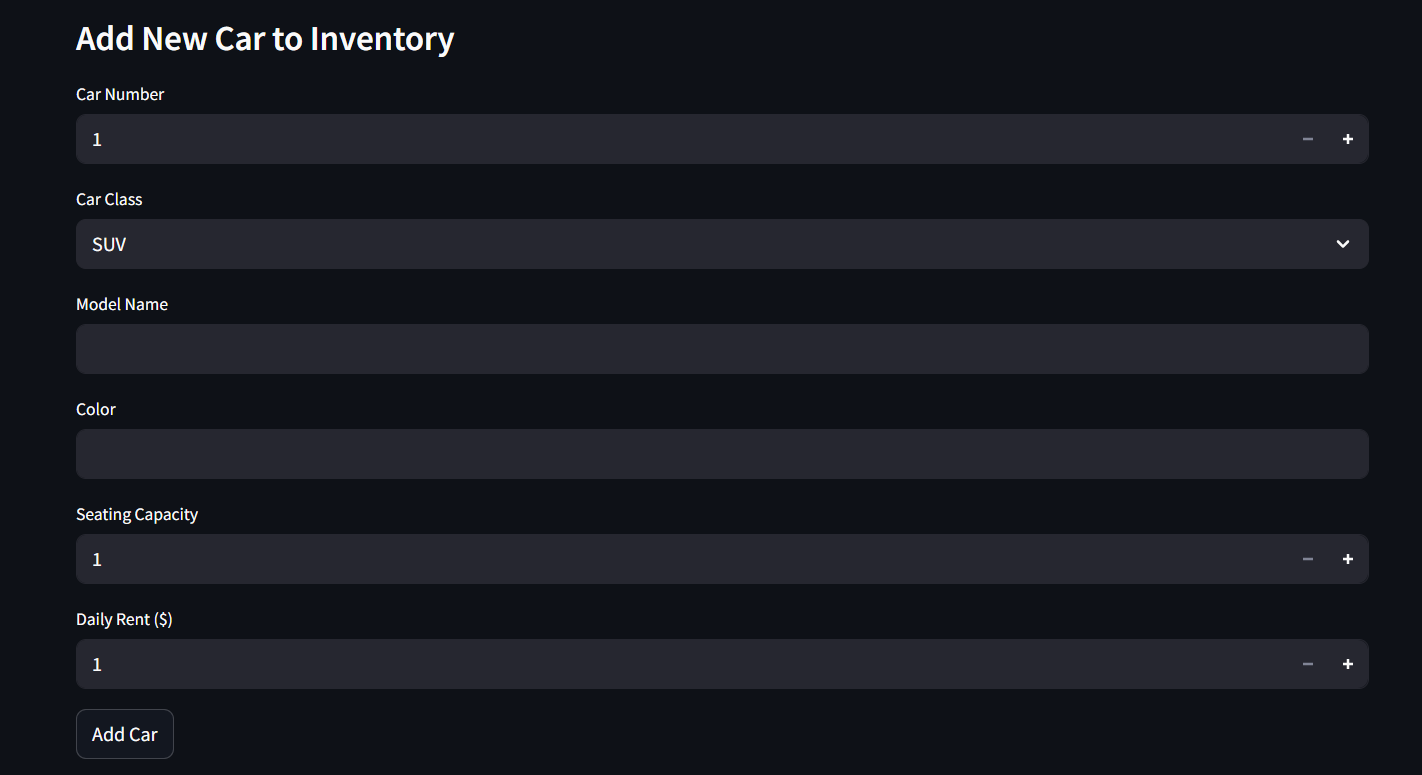 Add New Car to Inventory
Car Number
1
Car Class
SUV
Model Name
Color
Seating Capacity
1
Daily Rent ($)
1
Add Car